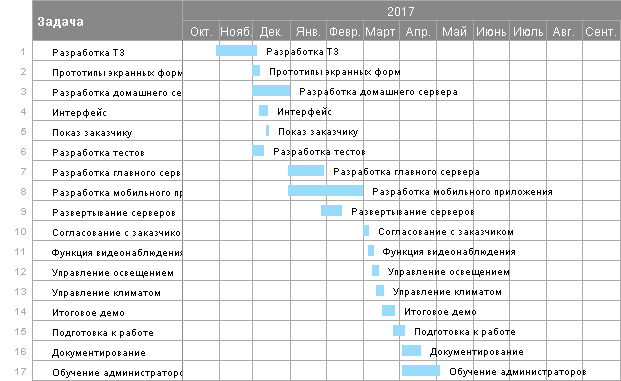 Задача 2017
Окт. Нояб. Дек. Янв. Февр. Март Апр. Май Июнь Июль Авг. Сент.
1 Разработка ТЗ Разработка ТЗ
2 Прототипы экранных форм Прототипы экранных форм
3 Разработка домашнего се Разработка домашнего сервера
4 Интерфейс Интерфейс
5 Показ заказчику Показ заказчику
6 Разработка тестов Разработка тестов
7 Разработка главного серв Разработка главного сервера
8 Разработка мобильного пр Разработка мобильного приложения
9 Развертывание серверов Развертывание серверов
10 Согласование с заказчико Согласование с заказчиком
11 Функция видеонаблюдения Функция видеонаблюдения
12 Управление освещением Управление освещением
13 Управление климатом Управление климатом
14 Итоговое демо Итоговое демо
15 Подготовка к работе Подготовка к работе
16 Документирование Документирование
17 Обучение администраторов Обучение администраторов